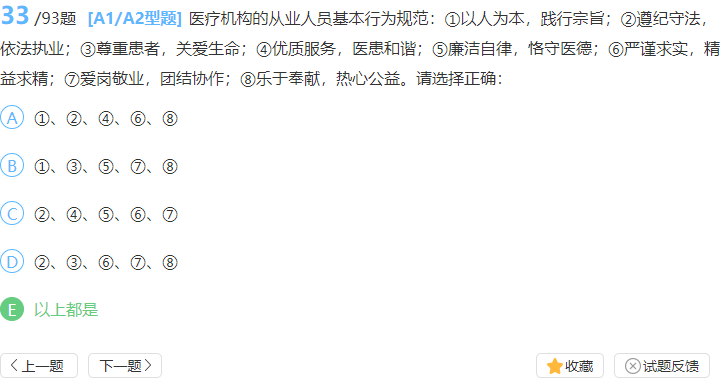 33 /93题 [A1/A2型题] 医疗机构的从业人员基本行为规范：①以人为本，践行宗旨；②遵纪守法，
依法执业；③尊重患者，关爱生命；④优质服务，医患和谐；⑤廉洁自律，恪守医德；⑥严谨求实，精
益求精；⑦爱岗敬业，团结协作；⑧乐于奉献，热心公益。请选择正确：
A ①、②、④、⑥、⑧
B ①、③、⑤、⑦、⑧
C ②、④、⑤、⑥、⑦
D ②、③、⑥、⑦、⑧
E 以上都是
上一题 下一题 收藏 试题反馈